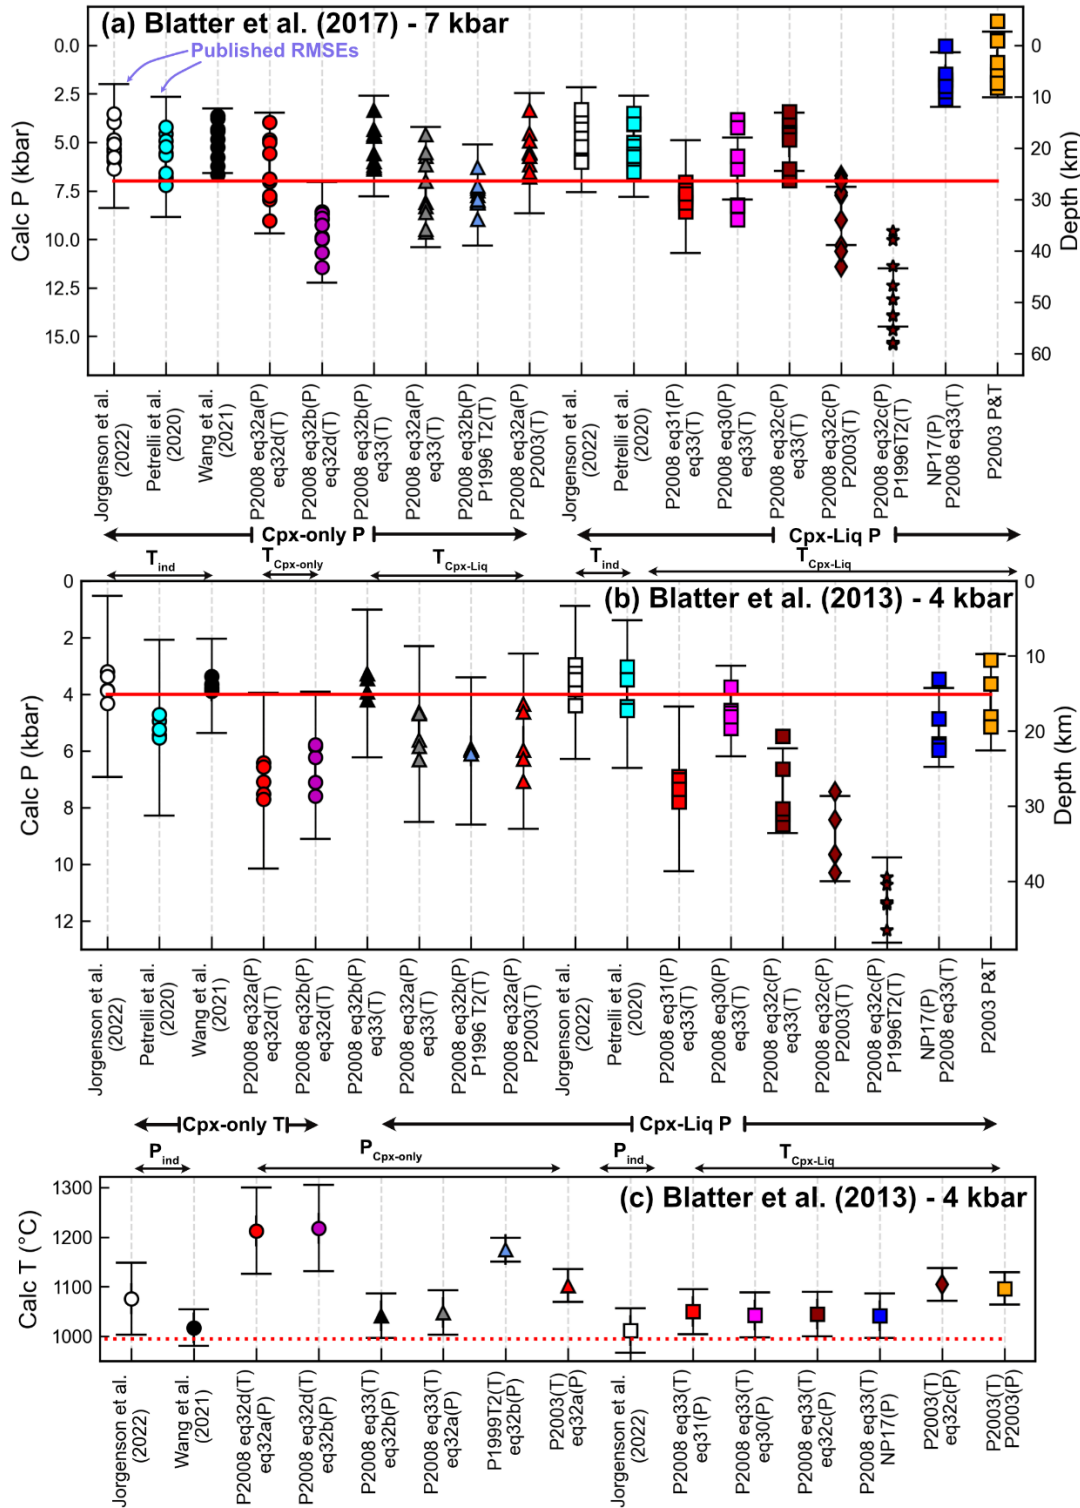 (a) Blatter et al. (2017) - 7 kbar
Published RMSEs
0.0
2.5
5.0
7.5
10.0
12.5
15.0
Calc P (kbar)
0
10
20
30
40
50
60
Depth (km)
Jorgenson et al.
(2022)
Petrelli et al.
(2020)
Wang et al.
(2021)
P2008 eq32a(P)
eq32d(T)
P2008 eq32b(P)
eq32d(T)
P2008 eq32b(P)
eq33(T)
P2008 eq32a(P)
eq33(T)
P2008 eq32b(P)
P1996 T2(T)
P2008 eq32a(P)
P2003(T)
Jorgenson et al.
(2022)
Petrelli et al.
(2020)
P2008 eq31(P)
eq33(T)
P2008 eq30(P)
eq33(T)
P2008 eq32c(P)
eq33(T)
P2008 eq32c(P)
P2003(T)
P2008 eq32c(P)
P1996T2(T)
NP17(P)
P2008 eq33(T)
P2003 P&T
Cpx-only P
Cpx-Liq P
Tind
TCpx-only
TCpx-Liq
Tind
TCpx-Liq
(b) Blatter et al. (2013) - 4 kbar
0
2
4
6
8
10
12
Calc P (kbar)
0
10
20
30
40
Depth (km)
Jorgenson et al.
(2022)
Petrelli et al.
(2020)
Wang et al.
(2021)
P2008 eq32a(P)
eq32d(T)
P2008 eq32b(P)
eq32d(T)
P2008 eq32b(P)
eq33(T)
P2008 eq32a(P)
eq33(T)
P2008 eq32b(P)
P1996 T2(T)
P2008 eq32a(P)
P2003(T)
Jorgenson et al.
(2022)
Petrelli et al.
(2020)
P2008 eq31(P)
eq33(T)
P2008 eq30(P)
eq33(T)
P2008 eq32c(P)
eq33(T)
P2008 eq32c(P)
P2003(T)
P2008 eq32c(P)
P1996T2(T)
NP17(P)
P2008 eq33(T)
P2003 P&T
Cpx-only T
Cpx-Liq P
Pind
PCpx-only
Pind
TCpx-Liq
(c) Blatter et al. (2013) - 4 kbar
1300
1200
1100
1000
Calc T (°C)
Jorgenson et al.
(2022)
Wang et al.
(2021)
P2008 eq32d(T)
eq32a(P)
P2008 eq32d(T)
eq32b(P)
P2008 eq33(T)
eq32b(P)
P2008 eq33(T)
eq32a(P)
P1999T2(T)
eq32b(P)
P2003(T)
eq32a(P)
Jorgenson et al.
(2022)
P2008 eq33(T)
eq31(P)
P2008 eq33(T)
eq30(P)
P2008 eq33(T)
eq32c(P)
P2008 eq33(T)
NP17(P)
P2003(T)
eq32c(P)
P2003(T)
P2003(P)